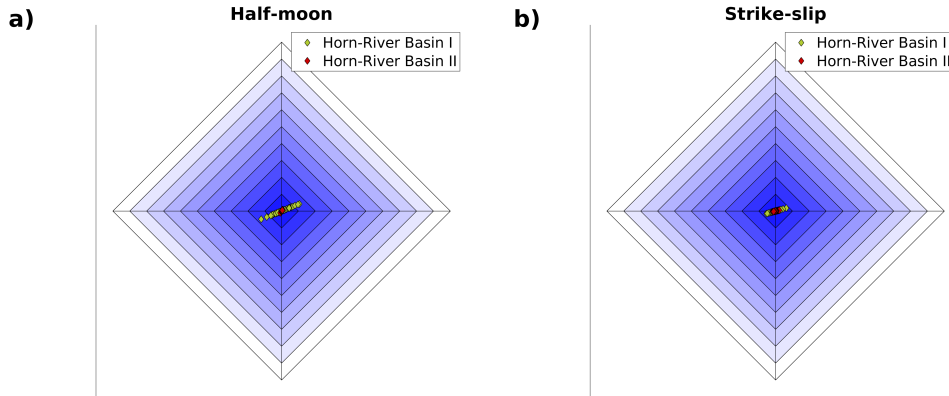 a)
Half-moon
Horn-River Basin I
Horn-River Basin II
b)
Strike-slip
Horn-River Basin I
Horn-River Basin II